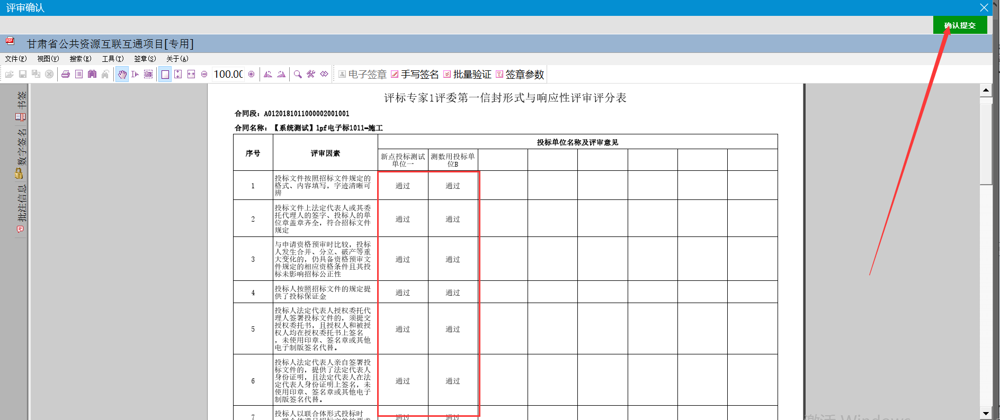 评审确认
确认提交
甘肃省公共资源互联互通项目[专用]
文件(F) 视图(V) 搜索(E) 工具(T) 签章(S) 关于(A)
100.00 电子签章 手写签名 批量验证 签章参数
书签
数字签名
批注信息
评标专家1评委第一信封形式与响应性评审评分表
合同段：A0120181011000002001001
合同名称：【系统测试】lpf电子标1011-施工
序号 评审因素 投标单位名称及评审意见
新点投标测试 测数用投标单
单位一 位B
投标文件按照招标文件规定的
1 格式、内容填写，字迹清晰可 通过 通过
辨
投标文件上法定代表人或其委
2 托代理人的签字、投标人的单 通过 通过
位章盖章齐全，符合招标文件
规定
与申请资格预审时比较，投标
人发生合并、分立、破产等重
3 大变化的，仍具备资格预审文 通过 通过
件规定的相应资格条件且其投
标未影响招标公正性
4 投标人按照招标文件的规定提 通过 通过
供了投标保证金
投标人法定代表人授权委托代
理人签署投标文件的，须提交
授权委托书，且授权人和被授
5 权人均在授权委托书上签名 通过 通过
，未使用印章、签名章或其他
电子制版签名代替。
投标人法定代表人亲自签署投
标文件的，提供了法定代表人
身份证明，且法定代表人在法
6 定代表人身份证明上签名，未 通过 通过
使用印章、签名章或其他电子
制版签名代替。
7 投标人以联合体形式投标时 通过 通过
，联合体满足招标文件的要求
激活 Windows